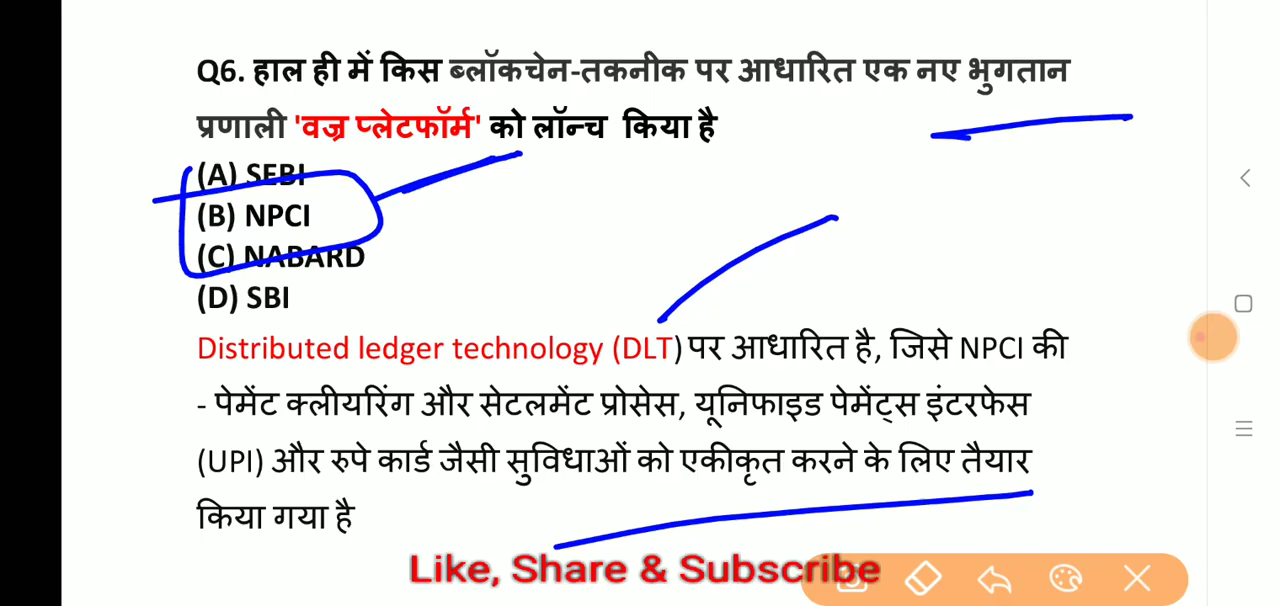 Q6. हाल ही में किस ब्लॉकचेन-तकनीक पर आधारित एक नए भुगतान
प्रणाली 'वज्र प्लेटफॉर्म' को लॉन्च किया है
(A) SEBI
(B) NPCI
(C) NABARD
(D) SBI
Distributed ledger technology (DLT) पर आधारित है, जिसे NPCI की
- पेमेंट क्लीयरिंग और सेटलमेंट प्रोसेस, यूनिफाइड पेमेंट्स इंटरफेस
(UPI) और रुपे कार्ड जैसी सुविधाओं को एकीकृत करने के लिए तैयार
किया गया है
Like, Share & Subscribe